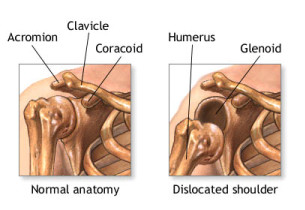 Clavicle
Acromion
Coracoid
Humerus
Glenoid
Normal anatomy
Dislocated shoulder